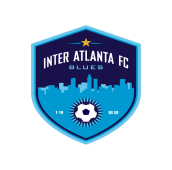 INTER ATLANTA FC
BLUES
19 88